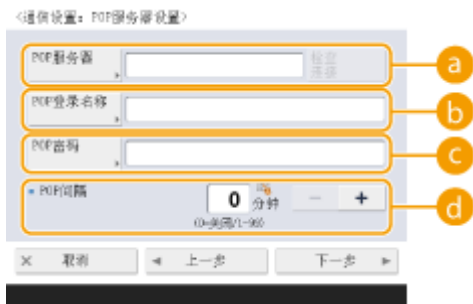 <通信设置：POP服务器设置>
POP服务器
检查
连接
a
POP登录名称
b
POP密码
c
POP间隔
0 分钟 − +
(0=关闭/1-99)
d
× 取消 ◀ 上一步 下一步 ▶